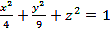 x²/4 + y²/9 + z² = 1